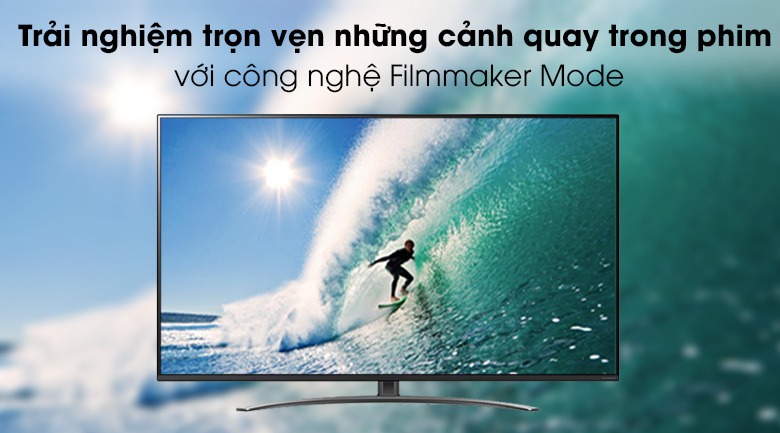 Trải nghiệm trọn vẹn những cảnh quay trong phim
với công nghệ Filmmaker Mode